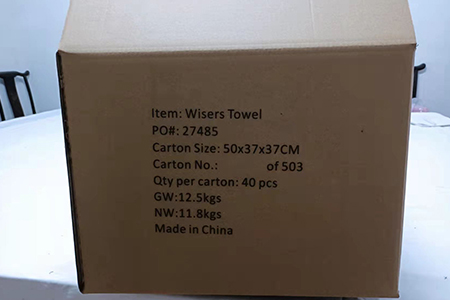 Item: Wisers Towel
PO#: 27485
Carton Size: 50x37x37CM
Carton No.: of 503
Qty per carton: 40 pcs
GW:12.5kgs
NW:11.8kgs
Made in China